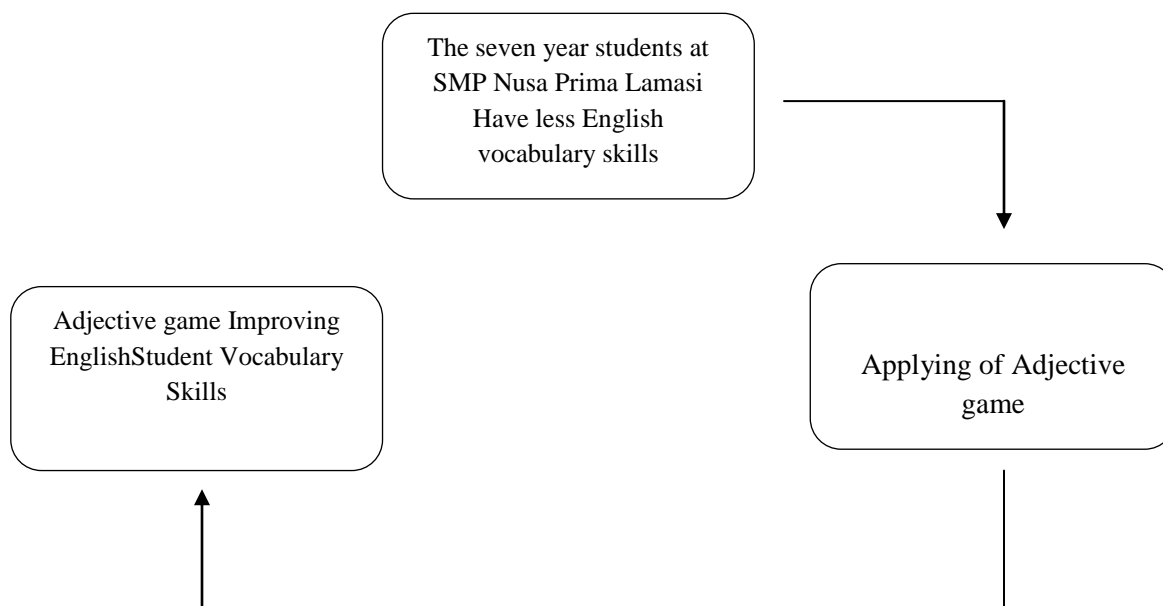 The seven year students at
SMP Nusa Prima Lamasi
Have less English
vocabulary skills
Adjective game Improving
EnglishStudent Vocabulary
Skills
Applying of Adjective
game